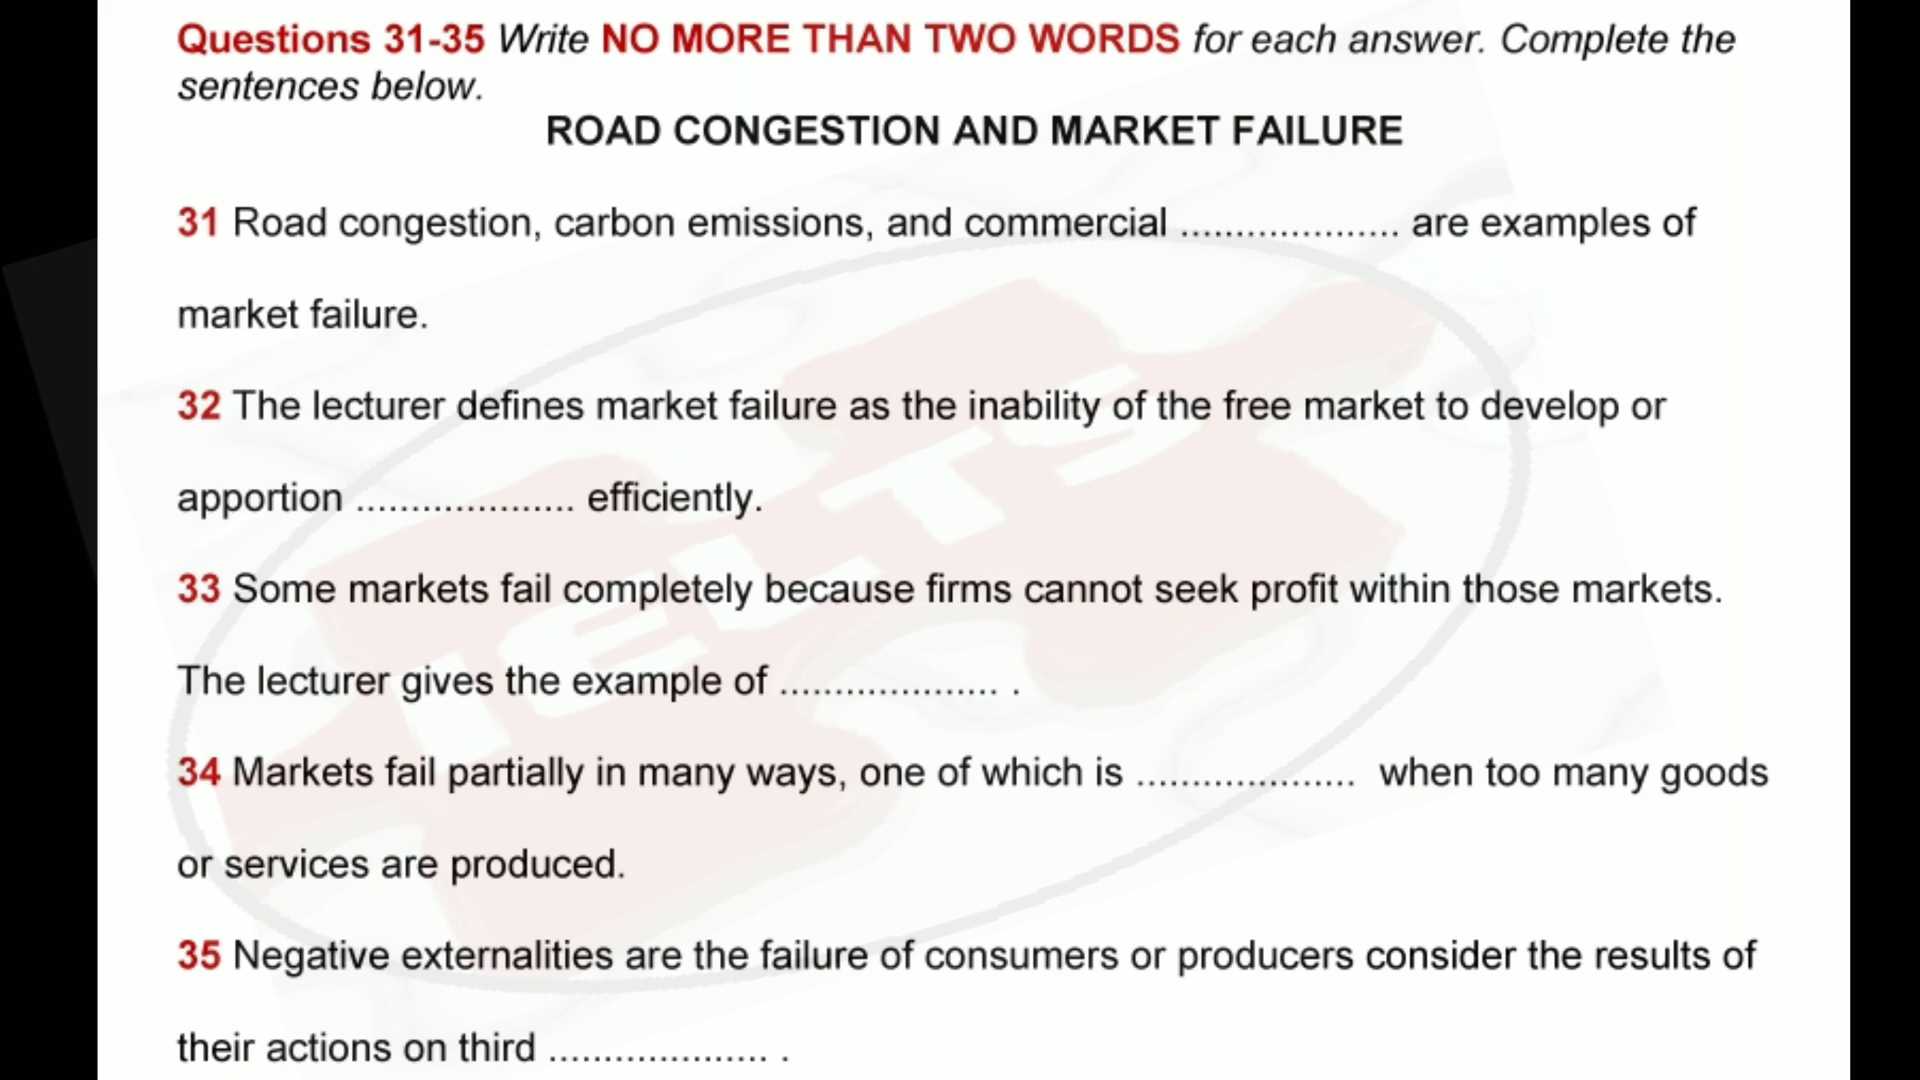 Questions 31-35 Write NO MORE THAN TWO WORDS for each answer. Complete the
sentences below.
ROAD CONGESTION AND MARKET FAILURE
31 Road congestion, carbon emissions, and commercial .................... are examples of
market failure.
32 The lecturer defines market failure as the inability of the free market to develop or
apportion .................... efficiently.
33 Some markets fail completely because firms cannot seek profit within those markets.
The lecturer gives the example of .................... .
34 Markets fail partially in many ways, one of which is .................... when too many goods
or services are produced.
35 Negative externalities are the failure of consumers or producers consider the results of
their actions on third .................... .
IELTS